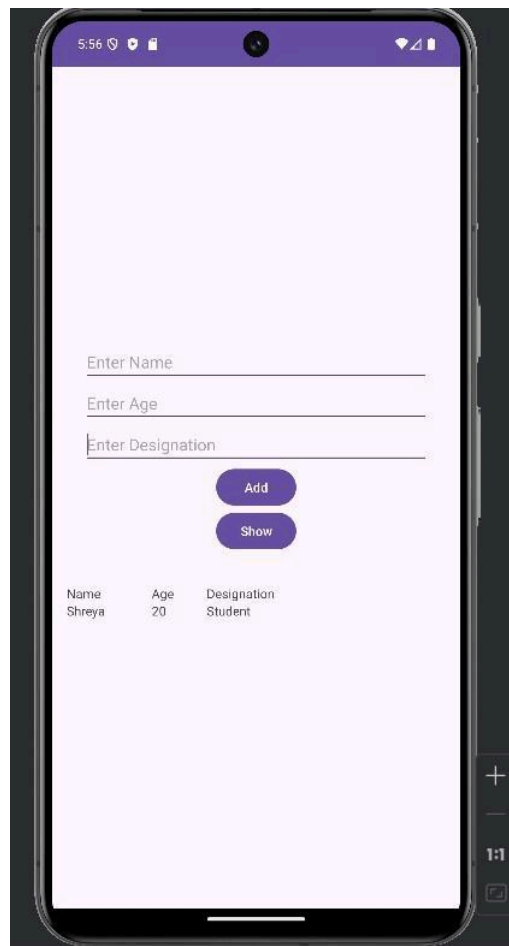 5:56
Enter Name
Enter Age
Enter Designation
Add
Show
Name Age Designation
Shreya 20 Student
1:1